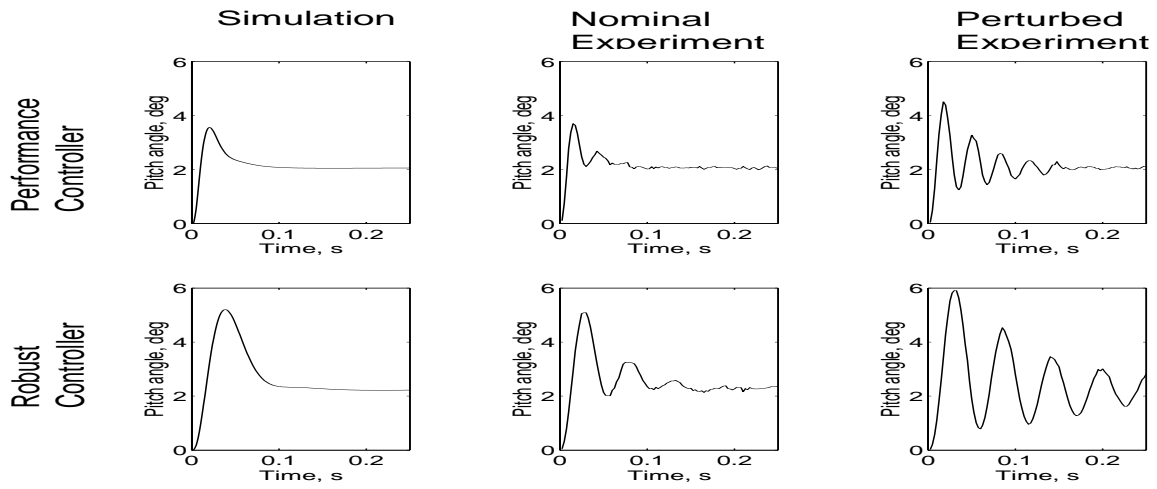 Simulation
Nominal
Experiment
Perturbed
Experiment
Performance
Controller
Pitch angle, deg
6
4
2
0
0
0.1
0.2
Time, s
Pitch angle, deg
6
4
2
0
0
0.1
0.2
Time, s
Pitch angle, deg
6
4
2
0
0
0.1
0.2
Time, s
Robust
Controller
Pitch angle, deg
6
4
2
0
0
0.1
0.2
Time, s
Pitch angle, deg
6
4
2
0
0
0.1
0.2
Time, s
Pitch angle, deg
6
4
2
0
0
0.1
0.2
Time, s